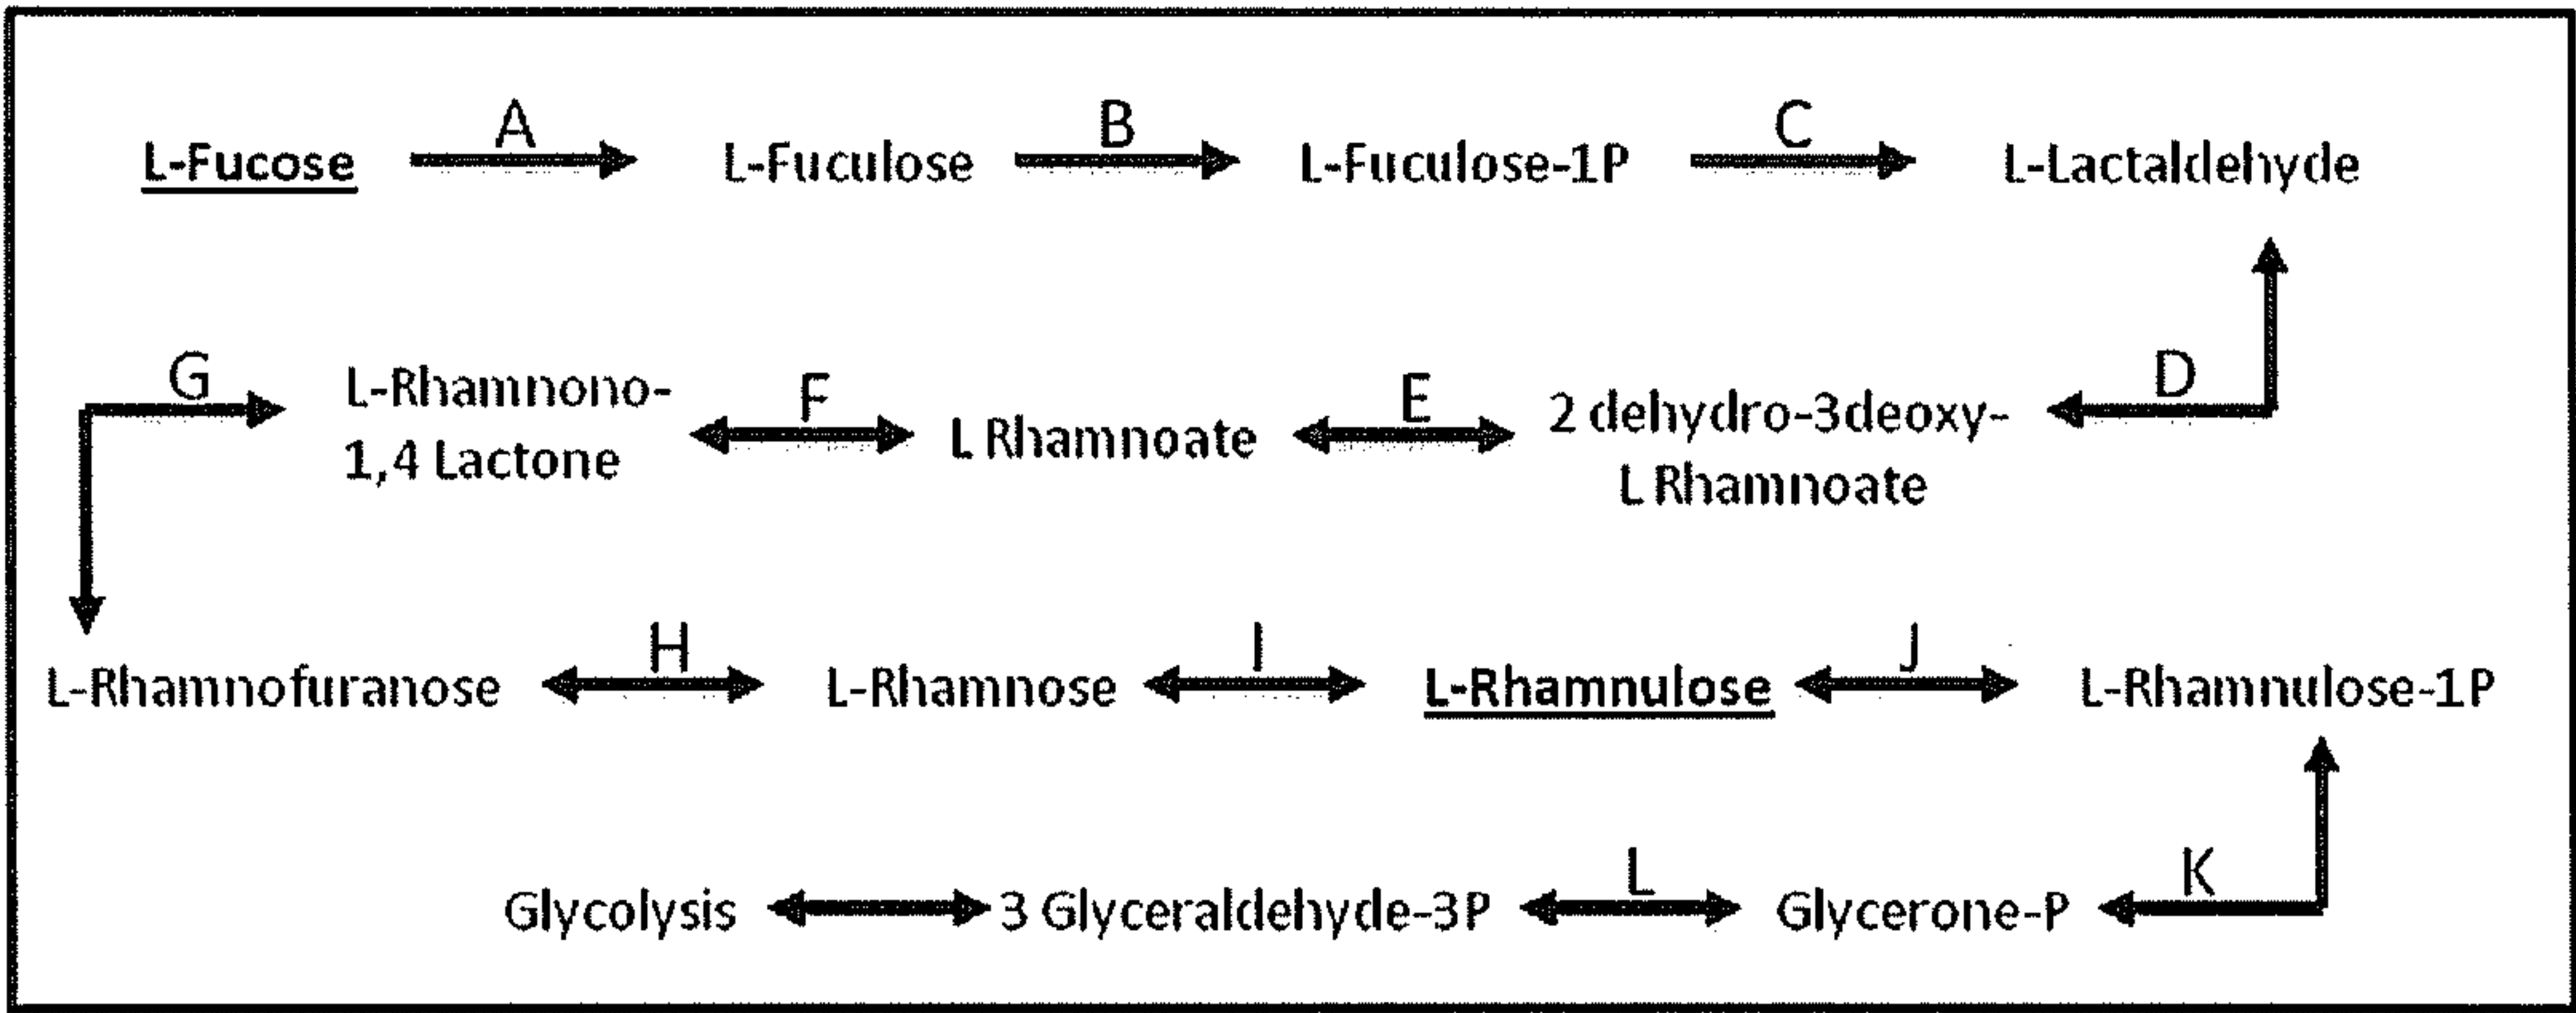 A
B
C
L-Fucose
L-Fuculose
L-Fuculose-1P
L-Lactaldehyde
G
L-Rhamnono-
1,4 Lactone
F
L Rhamnoate
E
2 dehydro-3deoxy-
L Rhamnoate
D
L-Rhamnofuranose
H
L-Rhamnose
I
L-Rhamnulose
J
L-Rhamnulose-1P
Glycolysis
3 Glyceraldehyde-3P
L
Glycerone-P
K